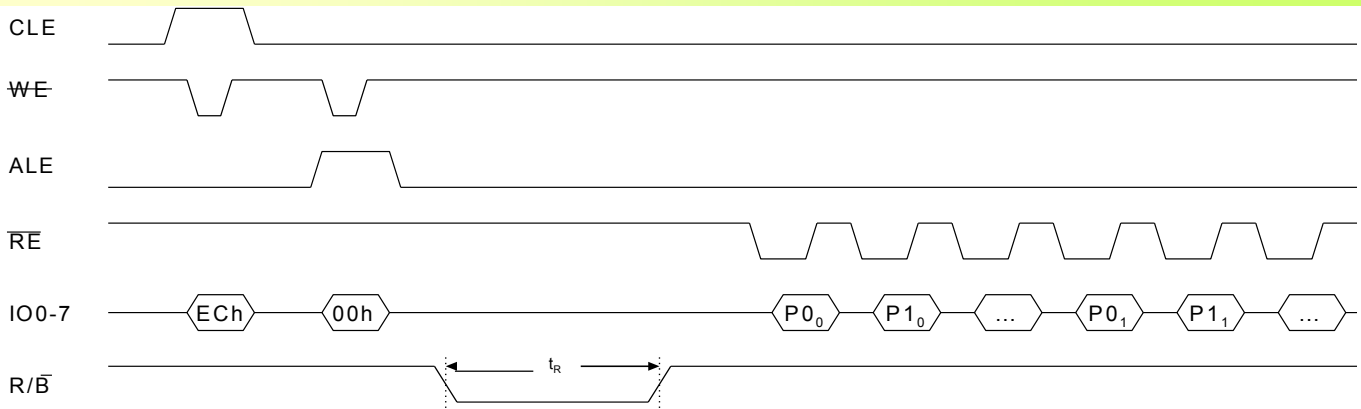 CLE
WE
ALE
RE
IO0-7 ECh 00h P0₀ P1₀ ... P0₁ P1₁ ...
R/B̅ tR